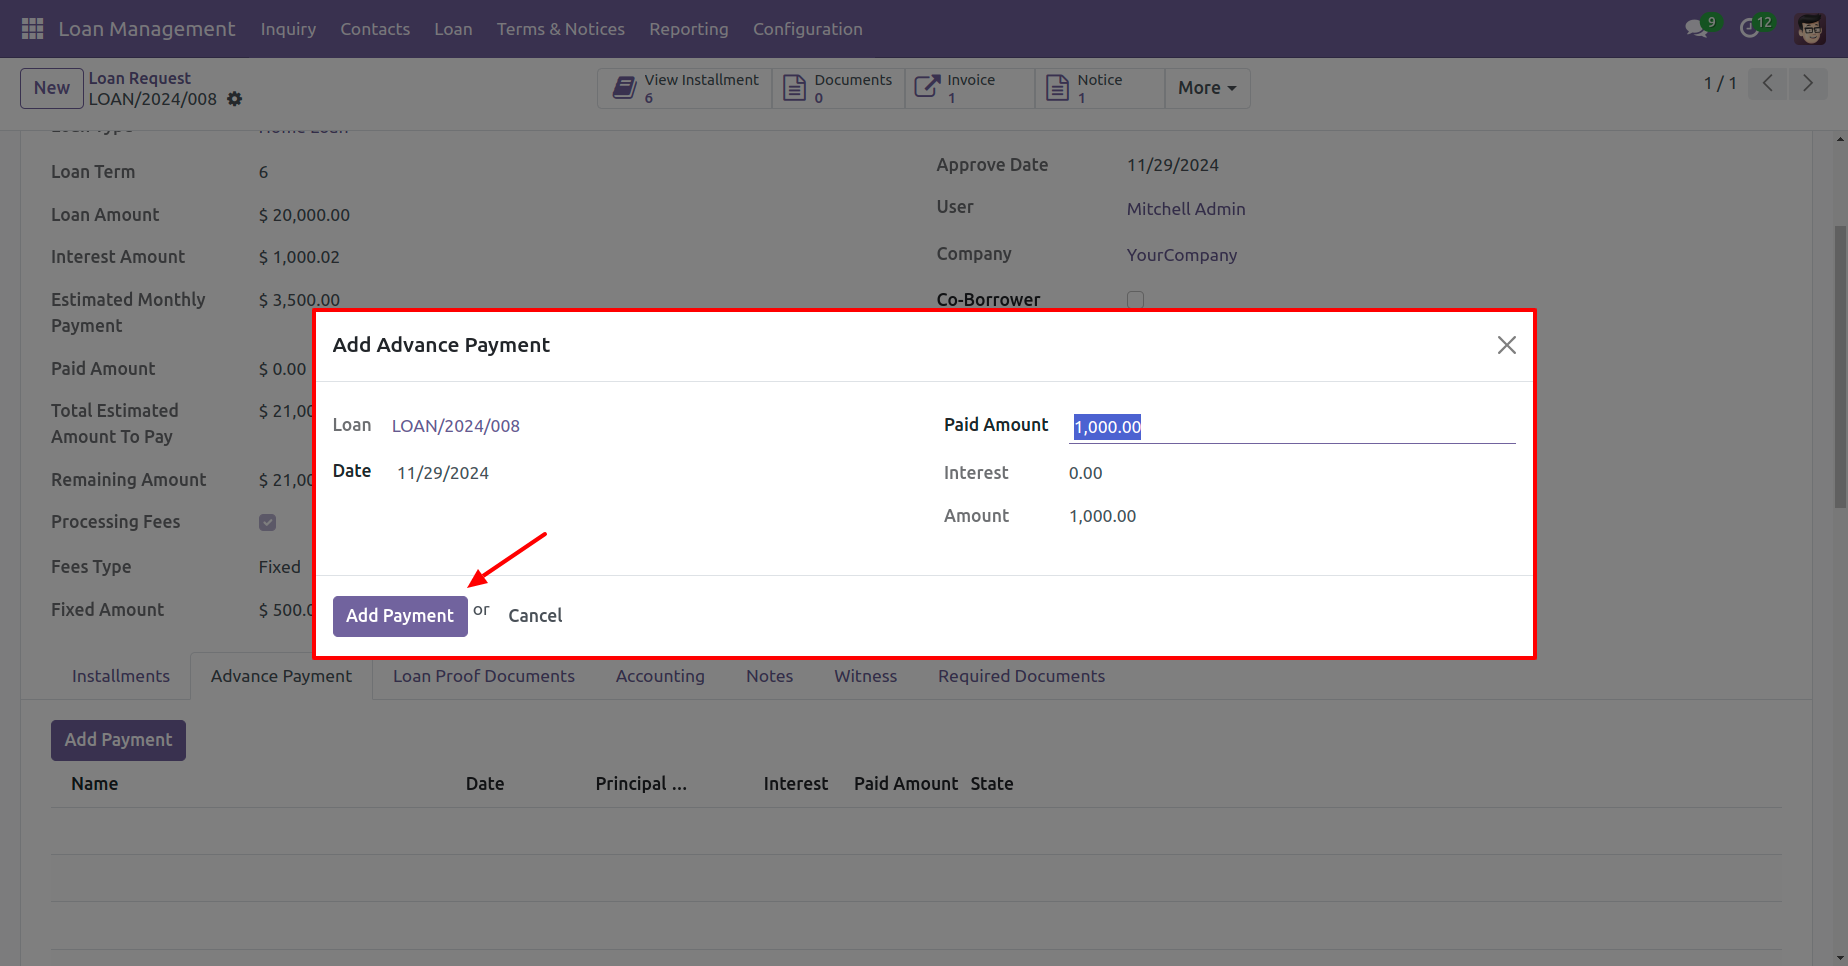 Loan Management Inquiry Contacts Loan Terms & Notices Reporting Configuration 9 12
New
Loan Request
LOAN/2024/008
View Installment
6
Documents
0
Invoice
1
Notice
1
More
1 / 1
Loan Type Home Loan
Loan Term 6
Loan Amount $ 20,000.00
Interest Amount $ 1,000.02
Estimated Monthly
Payment
$ 3,500.00
Paid Amount $ 0.00
Total Estimated
Amount To Pay
$ 21,00
Remaining Amount $ 21,00
Processing Fees
Fees Type Fixed
Fixed Amount $ 500.0
Approve Date 11/29/2024
User Mitchell Admin
Company YourCompany
Co-Borrower
Add Advance Payment
Loan LOAN/2024/008
Date 11/29/2024
Paid Amount 1,000.00
Interest 0.00
Amount 1,000.00
Add Payment or Cancel
Installments Advance Payment Loan Proof Documents Accounting Notes Witness Required Documents
Add Payment
Name Date Principal ... Interest Paid Amount State